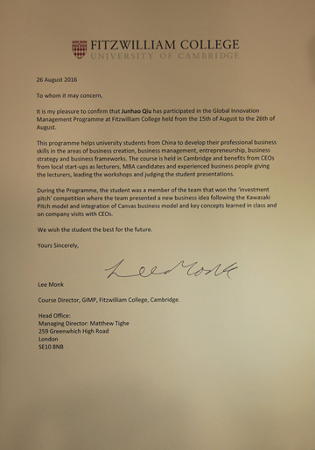 FITZWILLIAM COLLEGE
UNIVERSITY OF CAMBRIDGE
26 August 2016
To whom it may concern,
It is my pleasure to confirm that Junhao Qiu has participated in the Global Innovation
Management Programme at Fitzwilliam College held from the 15th of August to the 26th of
August.
This programme helps university students from China to develop their professional business
skills in the areas of business creation, business management, entrepreneurship, business
strategy and business frameworks. The course is held in Cambridge and benefits from CEOs
from local start-ups as lecturers, MBA candidates and experienced business people giving
the lecturers, leading the workshops and judging the student presentations.
During the Programme, the student was a member of the team that won the 'investment
pitch' competition where the team presented a new business idea following the Kawasaki
Pitch model and integration of Canvas business model and key concepts learned in class and
on company visits with CEOs.
We wish the student the best for the future.
Yours Sincerely,
Lee Monk
Lee Monk
Course Director, GIMP, Fitzwilliam College, Cambridge.
Head Office:
Managing Director: Matthew Tighe
259 Greenwhich High Road
London
SE10 8NB